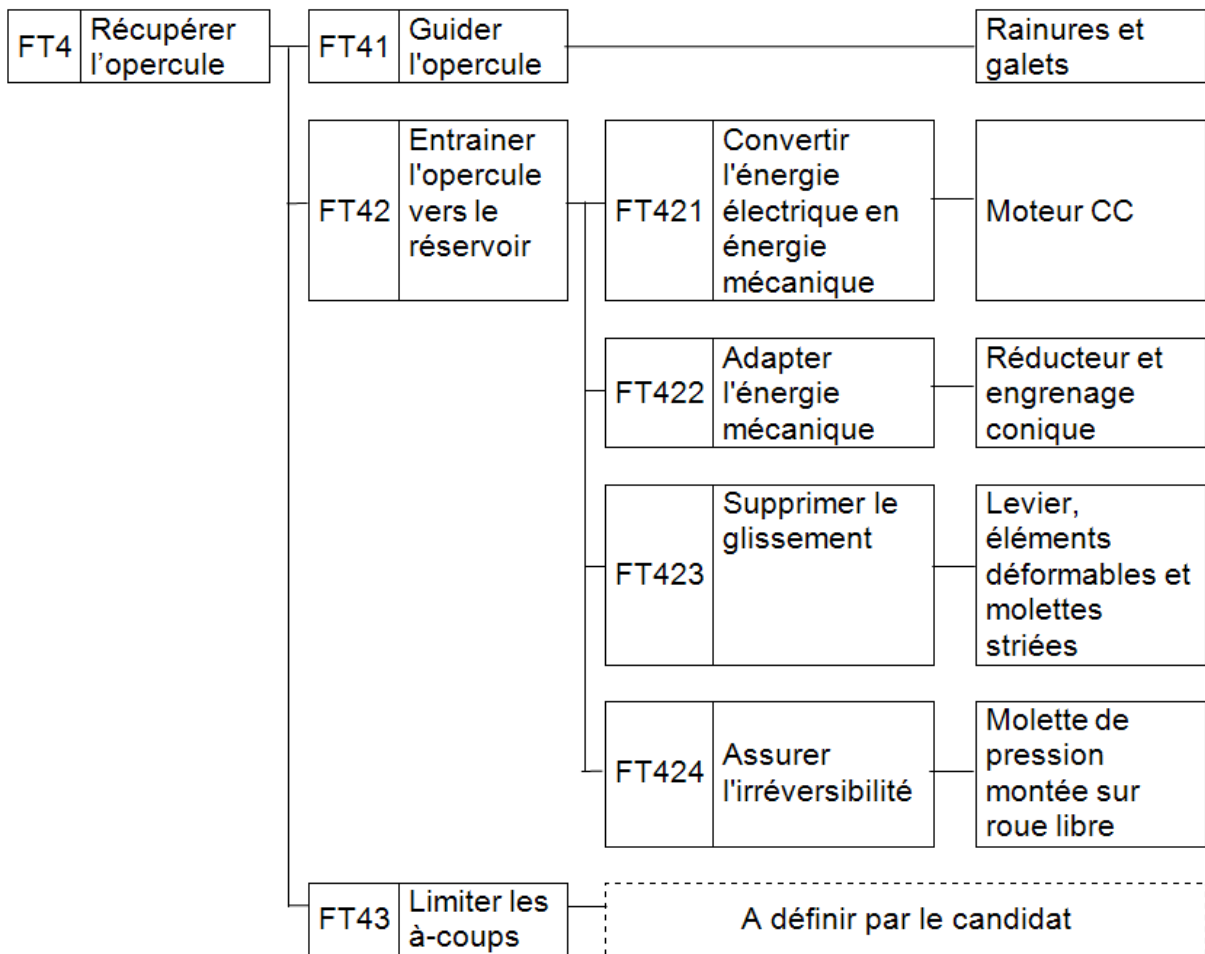 FT4
Récupérer
l’opercule
FT41
Guider
l'opercule
Rainures et
galets
FT42
Entrainer
l'opercule
vers le
réservoir
FT421
Convertir
l'énergie
électrique en
énergie
mécanique
Moteur CC
FT422
Adapter
l'énergie
mécanique
Réducteur et
engrenage
conique
FT423
Supprimer le
glissement
Levier,
éléments
déformables et
molettes
striées
FT424
Assurer
l'irréversibilité
Molette de
pression
montée sur
roue libre
FT43
Limiter les
à-coups
A définir par le candidat